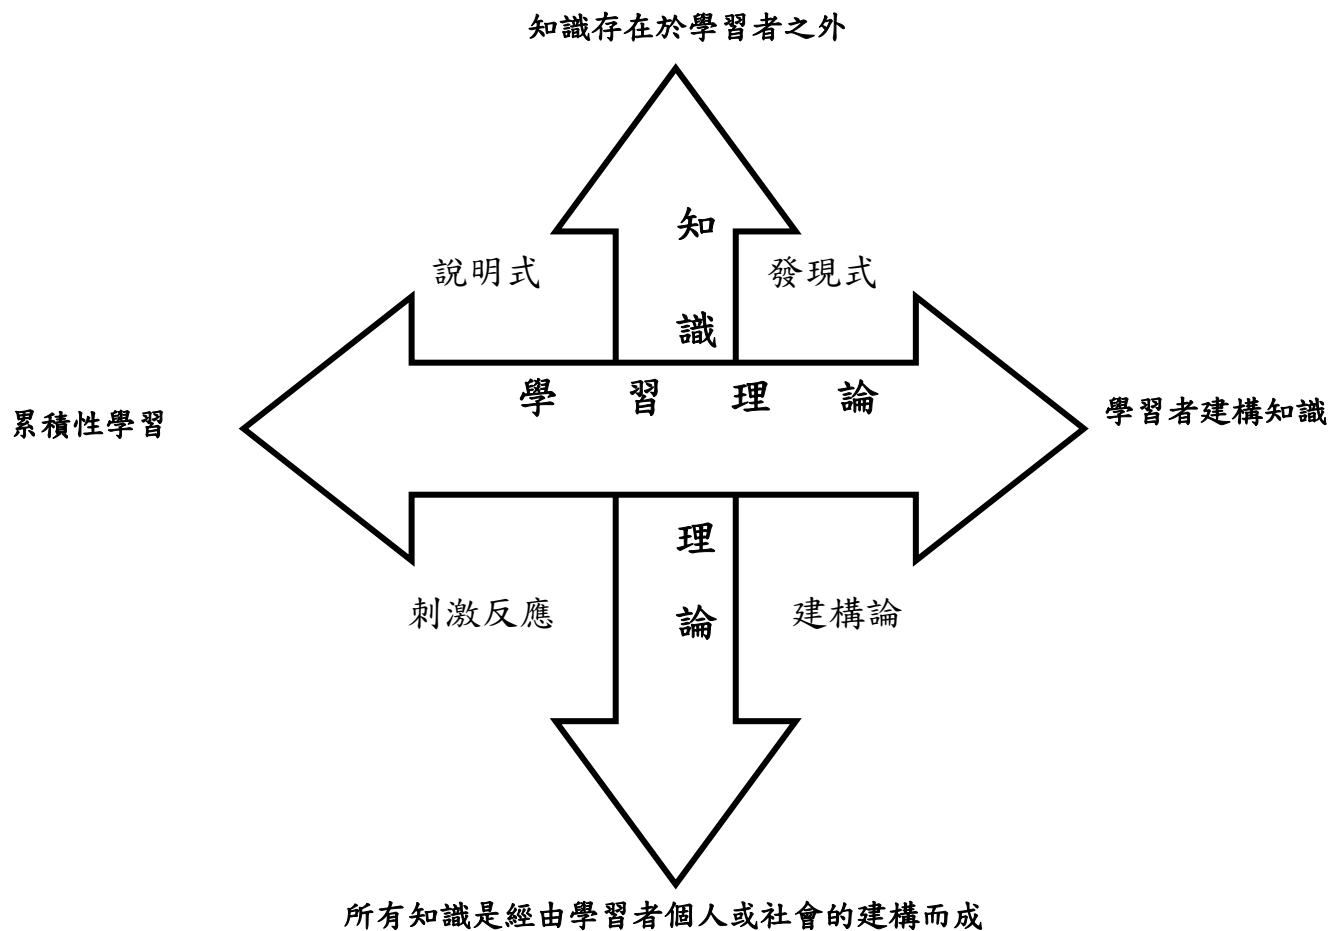 知識存在於學習者之外
知
說明式
發現式
識
學習理論
累積性學習
學習者建構知識
理
刺激反應
建構論
論
所有知識是經由學習者個人或社會的建構而成